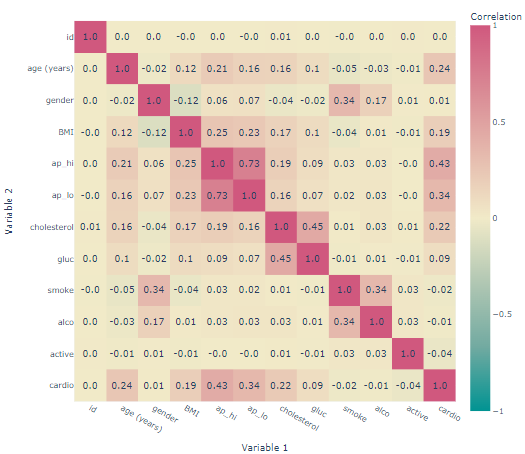 Correlation
id 1.0 0.0 0.0 -0.0 0.0 -0.0 0.01 0.0 -0.0 0.0 0.0 0.0
age (years) 0.0 1.0 -0.02 0.12 0.21 0.16 0.16 0.1 -0.05 -0.03 -0.01 0.24
gender 0.0 -0.02 1.0 -0.12 0.06 0.07 -0.04 -0.02 0.34 0.17 0.01 0.01
BMI -0.0 0.12 -0.12 1.0 0.25 0.23 0.17 0.1 -0.04 0.01 -0.01 0.19
ap_hi 0.0 0.21 0.06 0.25 1.0 0.73 0.19 0.09 0.03 0.03 -0.0 0.43
ap_lo -0.0 0.16 0.07 0.23 0.73 1.0 0.16 0.07 0.02 0.03 -0.0 0.34
cholesterol 0.01 0.16 -0.04 0.17 0.19 0.16 1.0 0.45 0.01 0.03 0.01 0.22
gluc 0.0 0.1 -0.02 0.1 0.09 0.07 0.45 1.0 -0.01 0.01 -0.01 0.09
smoke -0.0 -0.05 0.34 -0.04 0.03 0.02 0.01 -0.01 1.0 0.34 0.03 -0.02
alco 0.0 -0.03 0.17 0.01 0.03 0.03 0.03 0.01 0.34 1.0 0.03 -0.01
active 0.0 -0.01 0.01 -0.01 -0.0 -0.0 0.01 -0.01 0.03 0.03 1.0 -0.04
cardio 0.0 0.24 0.01 0.19 0.43 0.34 0.22 0.09 -0.02 -0.01 -0.04 1.0
id age (years) gender BMI ap_hi ap_lo cholesterol gluc smoke alco active cardio
Variable 1
Variable 2
1
0.5
0
−0.5
−1